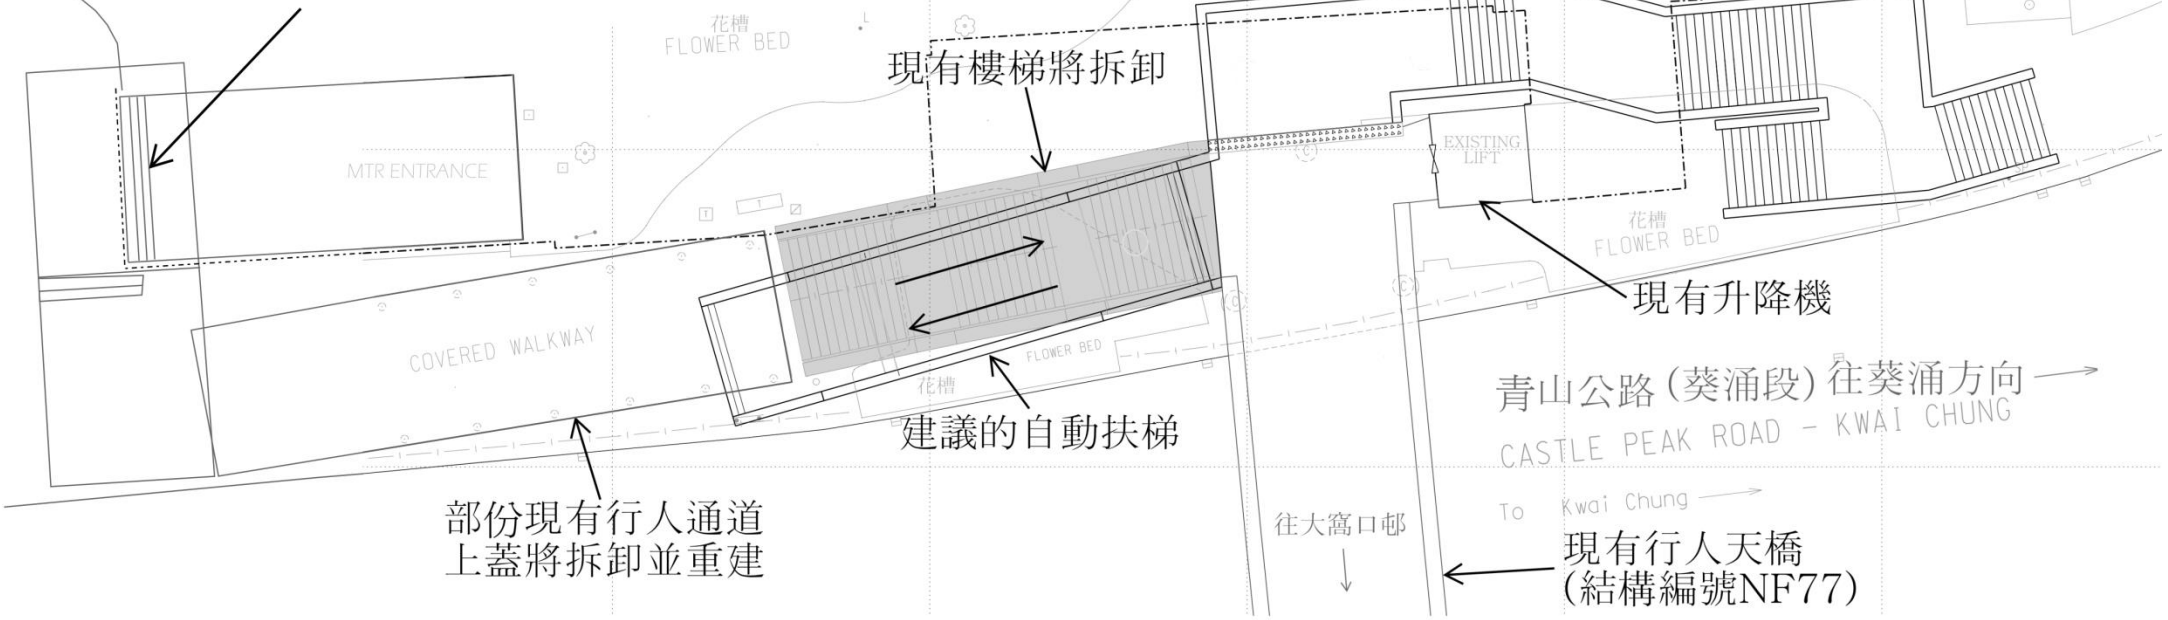 花槽
FLOWER BED
L
現有樓梯將拆卸
MTR ENTRANCE
EXISTING
LIFT
T
T
花槽
FLOWER BED
現有升降機
COVERED WALKWAY
FLOWER BED
花槽
建議的自動扶梯
部份現有行人通道
上蓋將拆卸並重建
青山公路(葵涌段)往葵涌方向
CASTLE PEAK ROAD - KWAI CHUNG
To Kwai Chung
往大窩口邨
現有行人天橋
(結構編號NF77)